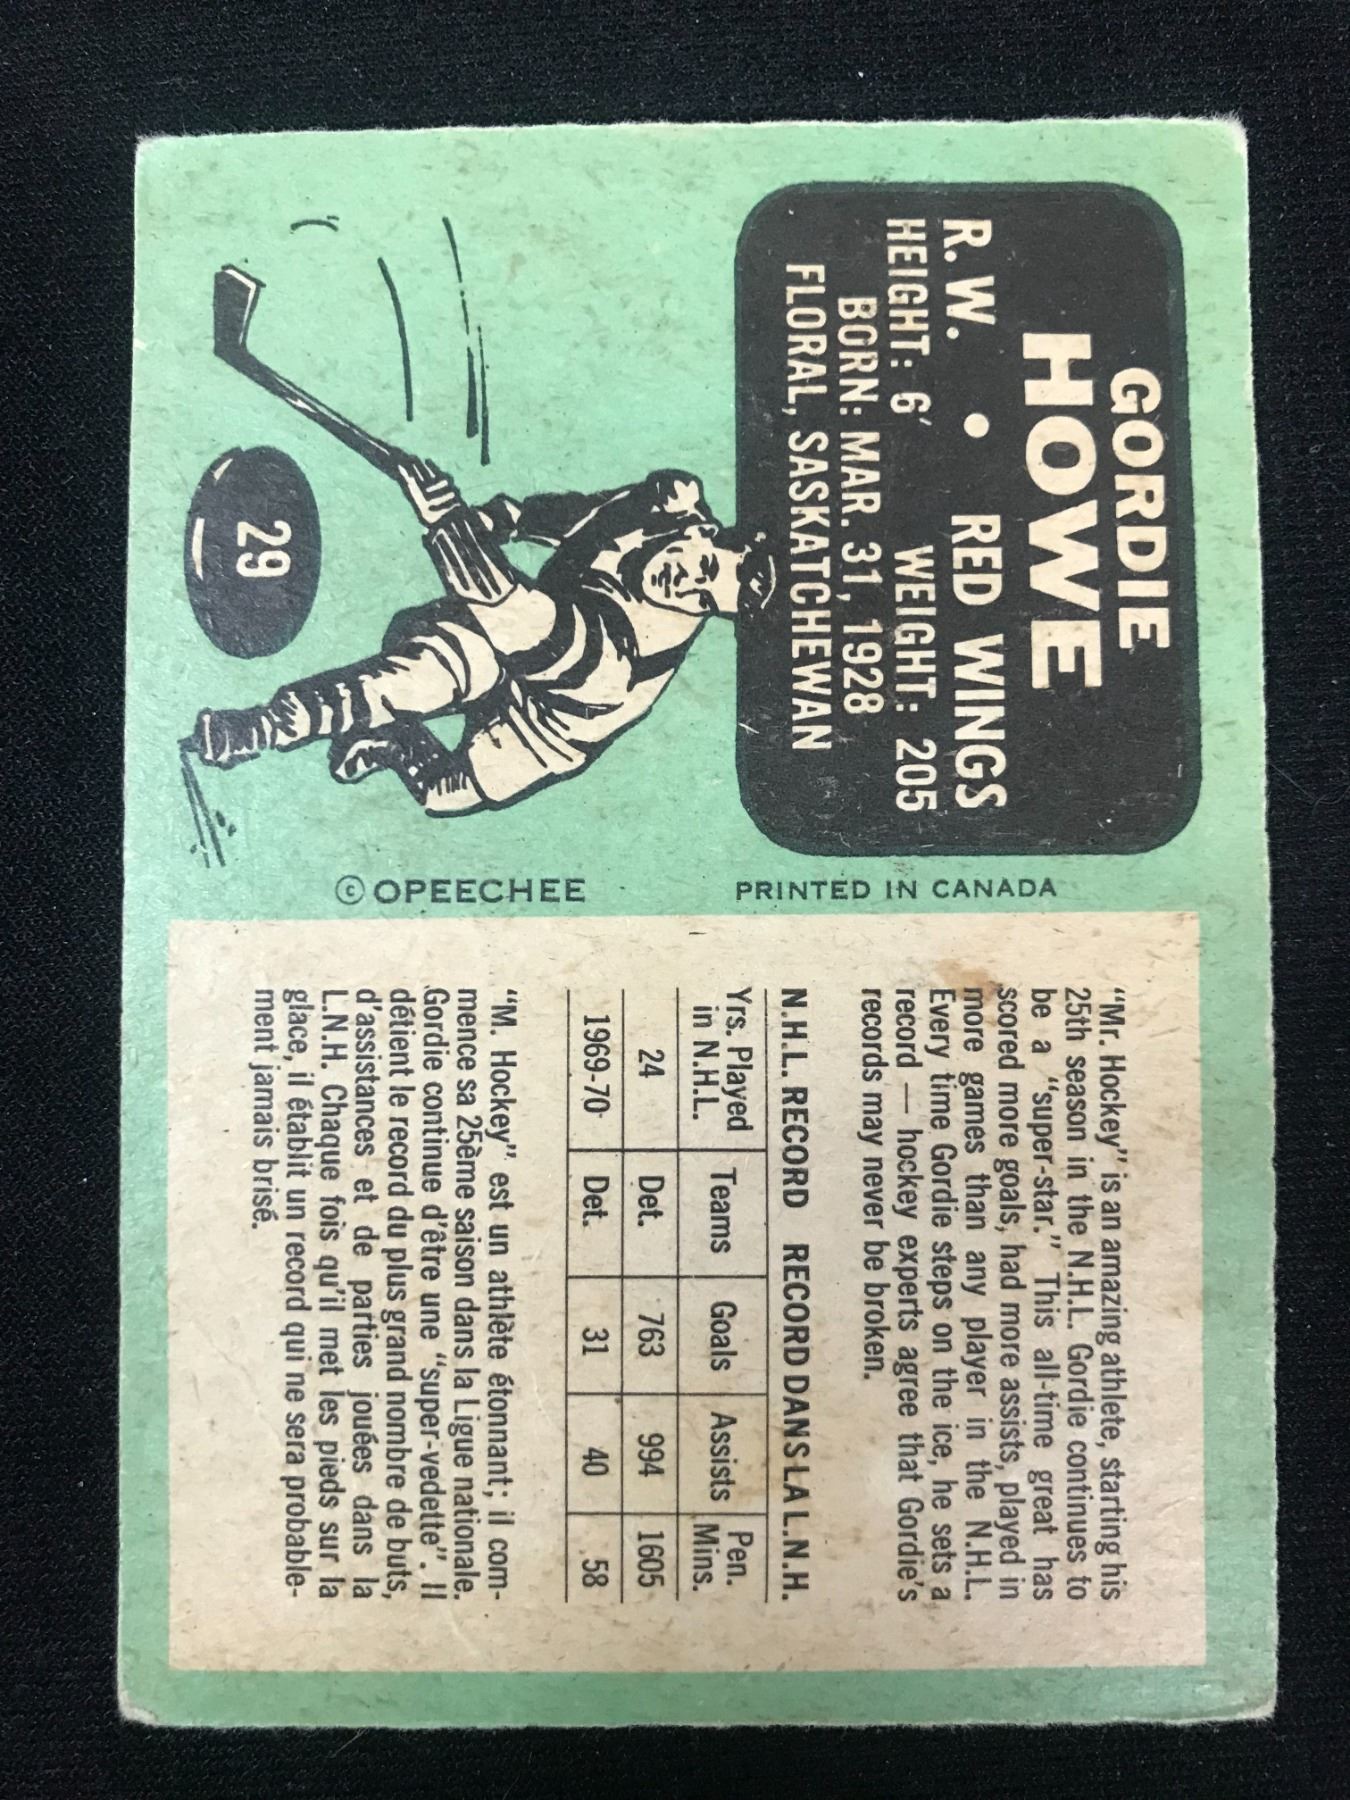 GORDIE
HOWE
R. W. • RED WINGS
HEIGHT: 6′ WEIIGHT: 205
BORN: MAR. 31, 1928
FLORAL, SASKATCHEWAN
29
© OPEECHEE
PRINTED IN CANADA
“Mr. Hockey” is an amazing athlete, starting his
25th season in the N.H.L. Gordie continues to
be a “super-star.” This all-time great has
scored more goals, had more assists, played in
more games than any player in the N.H.L.
Every time Gordie steps on the ice, he sets a
record — hockey experts agree that Gordie’s
records may never be broken.
N.H.L. RECORD RECORD DANS LA L.N.H.
Yrs. Played in N.H.L. Teams Goals Assists Pen. Mins.
24 Det. 763 994 1605
1969-70 Det. 31 40 58
“M. Hockey” est un athlète étonnant; il com-
mence sa 25ème saison dans la Ligue nationale.
Gordie continue d’être une “super-vedette”. Il
détient le record du plus grand nombre de buts,
d’assistances et de parties jouées dans la
L.N.H. Chaque fois qu’il met les pieds sur la
glace, il établit un record qui ne sera probable-
ment jamais brisé.